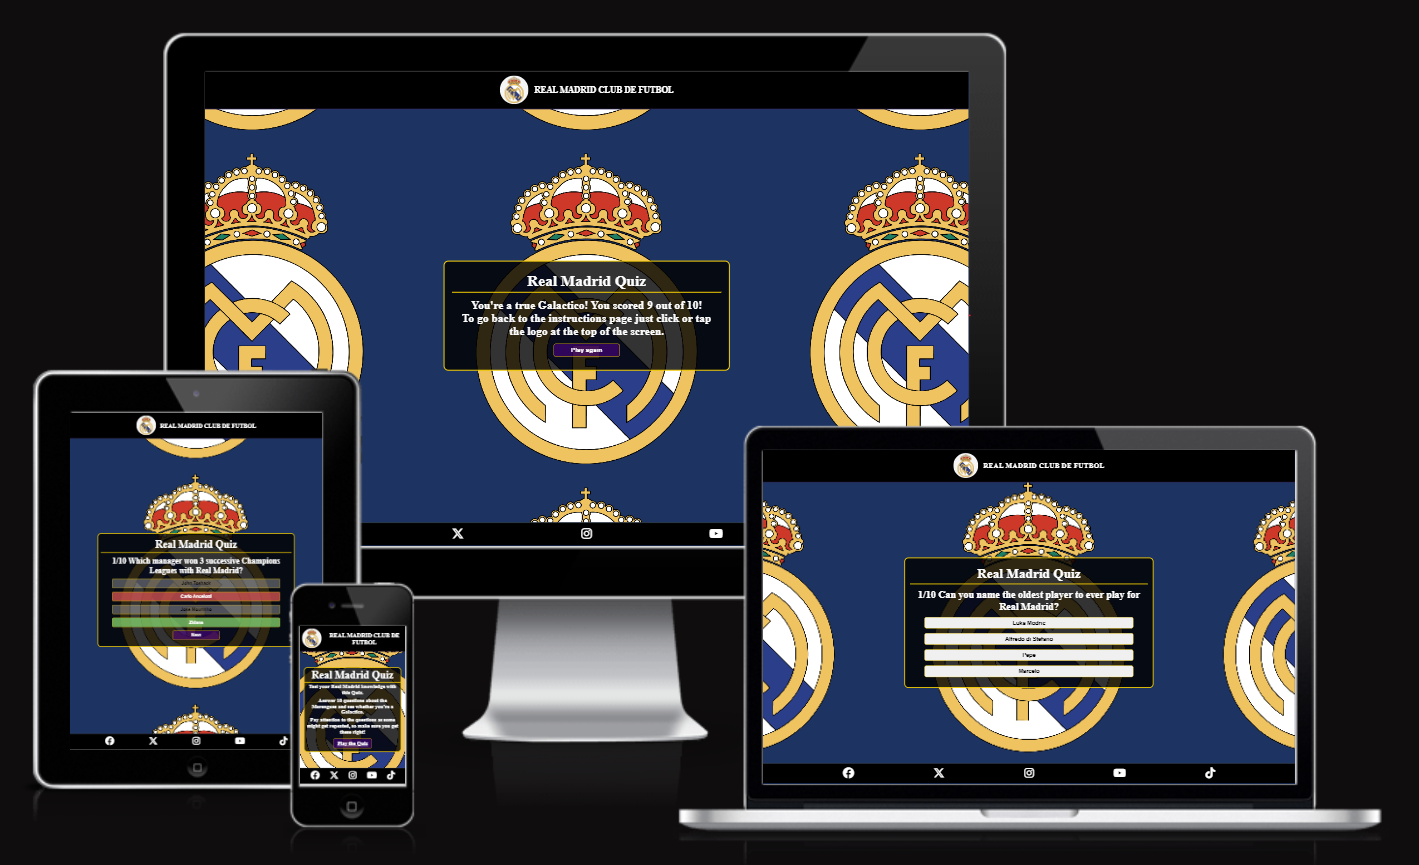 REAL MADRID CLUB DE FUTBOL
Real Madrid Quiz
You're a true Galactico! You scored 9 out of 10!
To go back to the instructions page just click or tap
the logo at the top of the screen.
Play again
REAL MADRID CLUB DE FUTBOL
Real Madrid Quiz
1/10 Which manager won 3 successive Champions
Leagues with Real Madrid?
Carlo Ancelotti
Jose Mourinho
Zidane
Next
REAL MADRID CLUB DE
FUTBOL
Real Madrid Quiz
Test your Real Madrid knowledge with
this Quiz.
Answer 10 questions about the
Merengues and see whether you're a
Galactico.
Pay attention to the questions as some
might get repeated, so make sure you get
them right!
Play the Quiz
REAL MADRID CLUB DE FUTBOL
Real Madrid Quiz
1/10 Can you name the oldest player to ever play for
Real Madrid?
Luka Modric
Alfredo di Stefano
Pepe
Marcelo